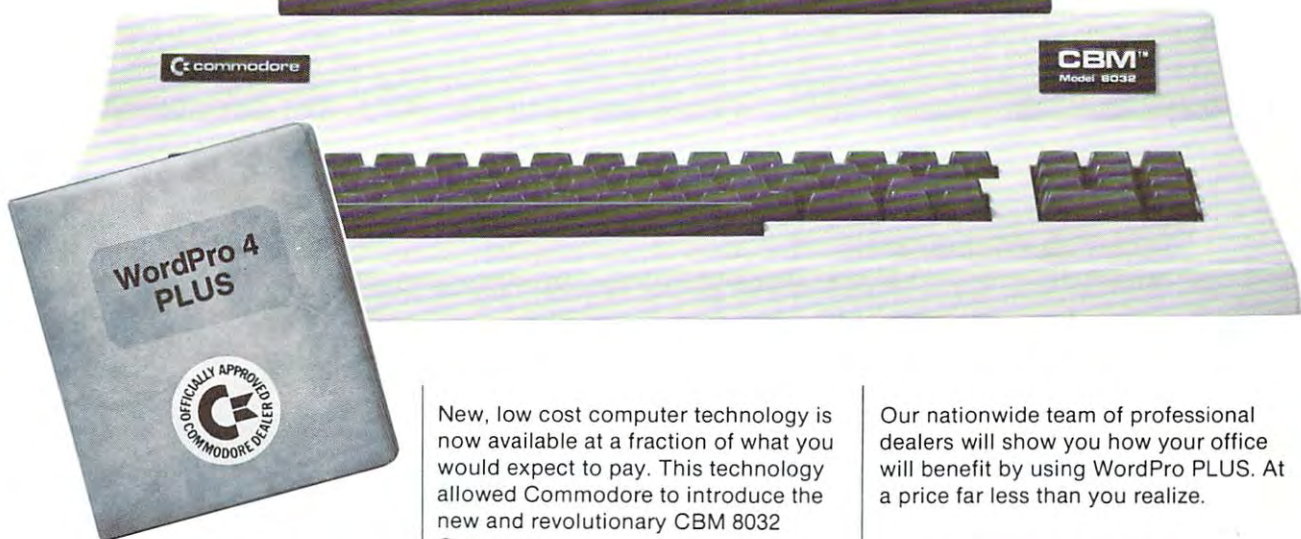 commodore
CBM™
Model 8032
WordPro 4
PLUS
OFFICIALLY APPROVED
COMMODORE DEALER
New, low cost computer technology is
now available at a fraction of what you
would expect to pay. This technology
allowed Commodore to introduce the
new and revolutionary CBM 8032
Our nationwide team of professional
dealers will show you how your office
will benefit by using WordPro PLUS. At
a price far less than you realize.